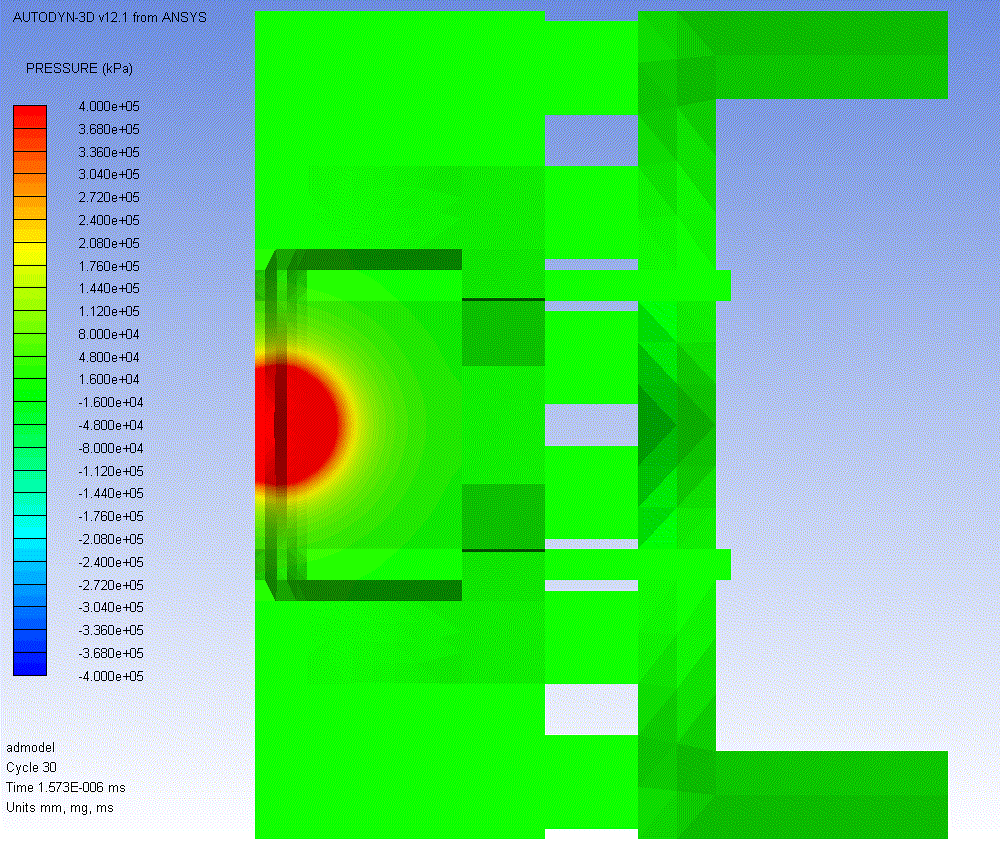 AUTODYN-3D v12.1 from ANSYS
PRESSURE (kPa)
4.000e+05
3.680e+05
3.360e+05
3.040e+05
2.720e+05
2.400e+05
2.080e+05
1.760e+05
1.440e+05
1.120e+05
8.000e+04
4.800e+04
1.600e+04
-1.600e+04
-4.800e+04
-8.000e+04
-1.120e+05
-1.440e+05
-1.760e+05
-2.080e+05
-2.400e+05
-2.720e+05
-3.040e+05
-3.360e+05
-3.680e+05
-4.000e+05
admodel
Cycle 30
Time 1.573E-006 ms
Units mm, mg, ms